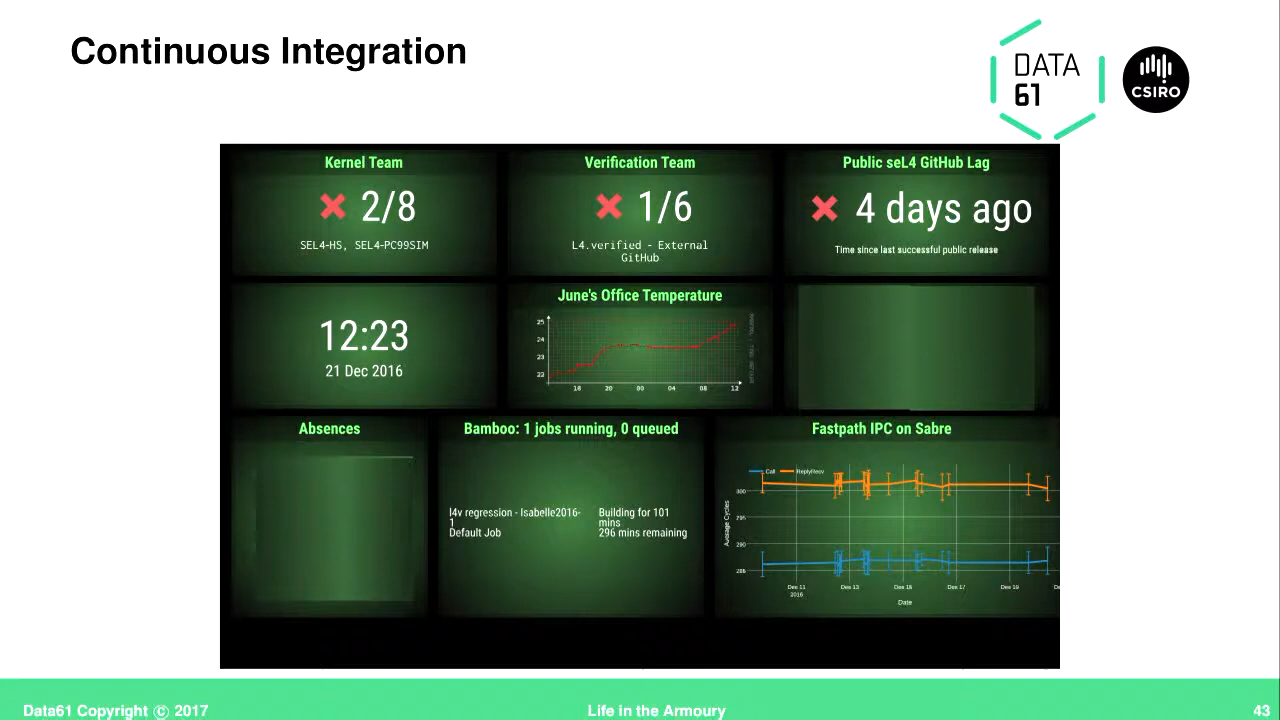 Continuous Integration
DATA
61
CSIRO
Kernel Team
2/8
SEL4-HS, SEL4-PC99SIM
Verification Team
1/6
L4.verified - External
GitHub
Public seL4 GitHub Lag
4 days ago
Time since last successful public release
12:23
21 Dec 2016
June's Office Temperature
25
24
23
18
20
00
04
08
12
Absences
Bamboo: 1 jobs running, 0 queued
l4v regression - Isabelle2016-
1
Default Job
Building for 101
mins
296 mins remaining
Fastpath IPC on Sabre
Call
ReplyRecv
Average Cycles
300
295
290
285
Dec 11
2016
Dec 13
Dec 15
Dec 17
Dec 19
Date
Data61 Copyright © 2017
Life in the Armoury
43